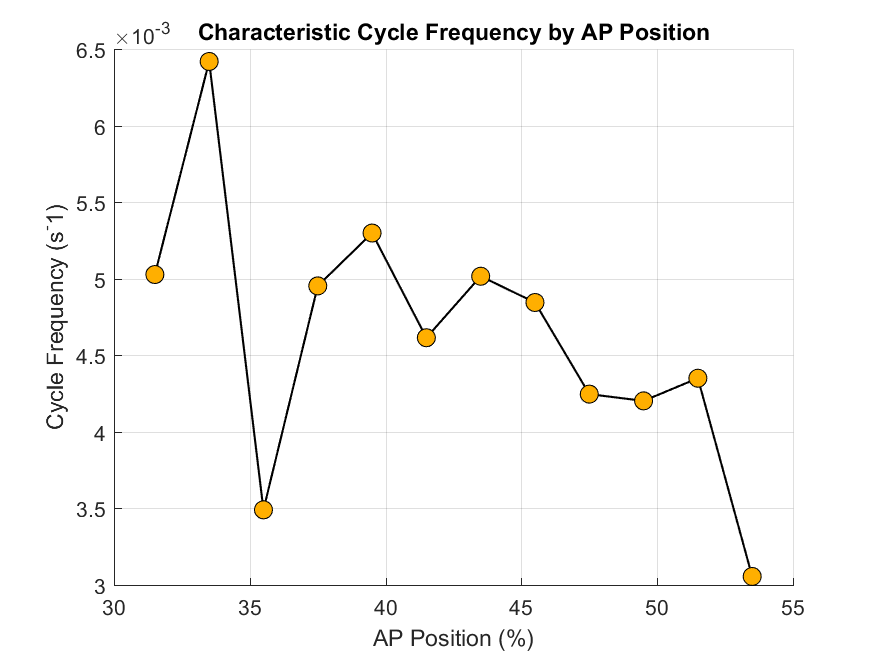 ×10⁻³ Characteristic Cycle Frequency by AP Position
6.5
6
5.5
5
4.5
4
3.5
3
Cycle Frequency (s⁻1)
30 35 40 45 50 55
AP Position (%)